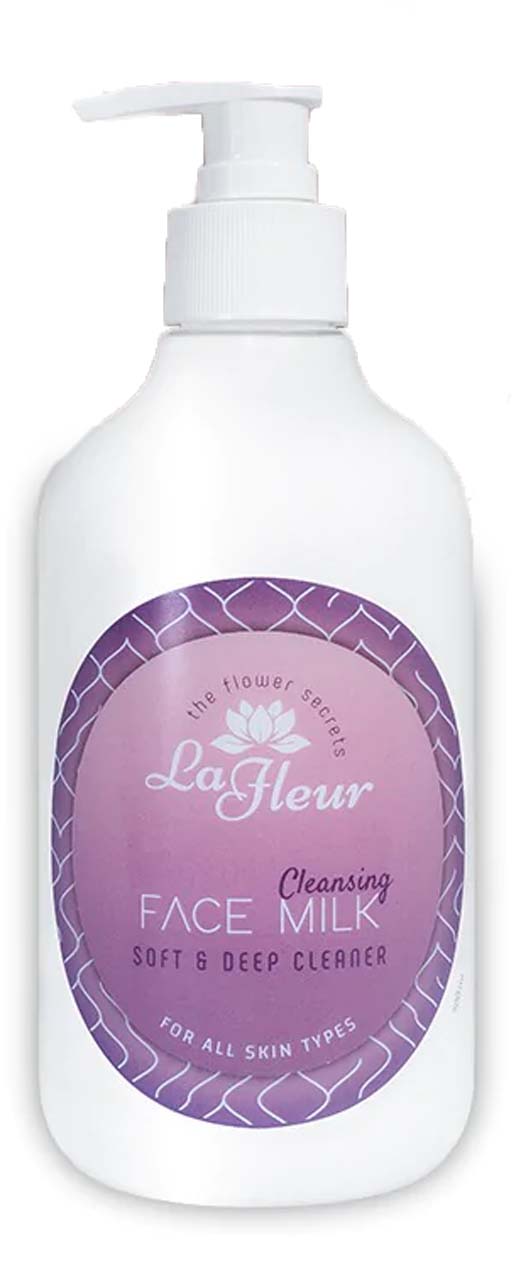 the flower secrets
La Fleur
Cleansing
FACE MILK
SOFT & DEEP CLEANER
FOR ALL SKIN TYPES